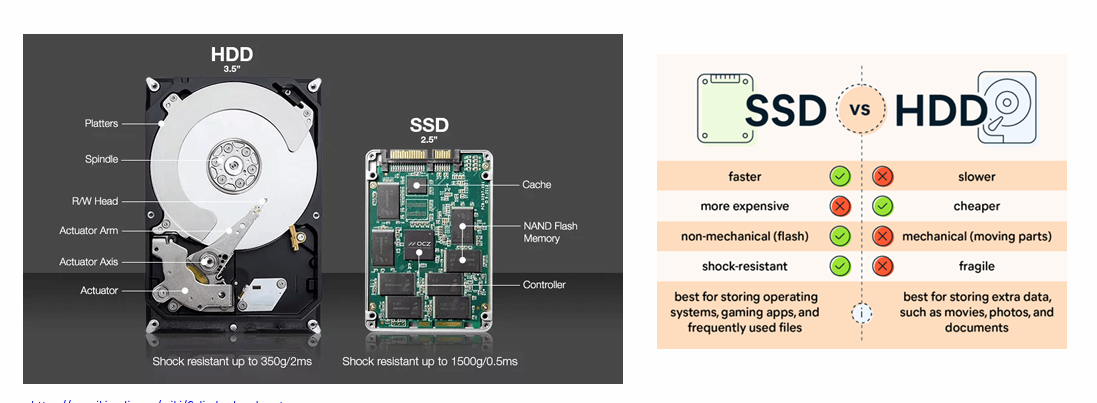 HDD
3.5"
SSD
2.5"
Platters
Spindle
R/W Head
Actuator Arm
Actuator Axis
Actuator
Cache
NAND Flash
Memory
Controller
OCZ
Shock resistant up to 350g/2ms
Shock resistant up to 1500g/0.5ms
SSD vs HDD
faster slower
more expensive cheaper
non-mechanical (flash) mechanical (moving parts)
shock-resistant fragile
best for storing operating
systems, gaming apps, and
frequently used files
i
best for storing extra data,
such as movies, photos, and
documents